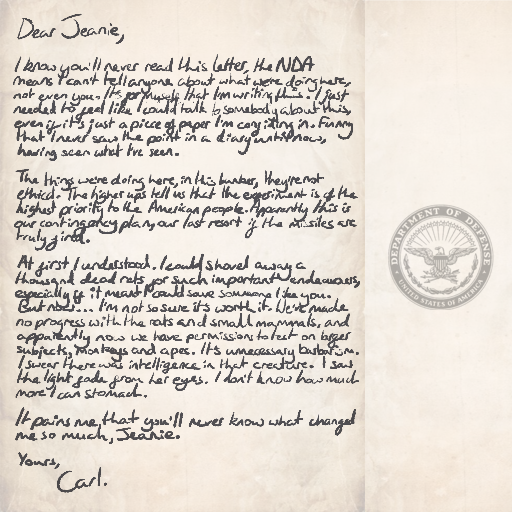 Dear Jeanie,
I know you'll never read this letter, the NDA
means I can't tell anyone about what we're doing here,
not even you. It's for myself that I'm writing this. I just
needed to feel like I could talk to somebody about this,
even if it's just a piece of paper I'm confiding in. Funny
that I never saw the point in a diary until now,
having seen what I've seen.
The things we're doing here, in this bunker, they're not
ethical. The higher ups tell us that the experiment is of the
highest priority to the American people. Apparently this is
our contingency plan, our last resort if the missiles are
truly fired.
At first I understood. I could shovel away a
thousand dead rats for such important endeavours,
especially if it meant I could save someone like you.
But now... I'm not so sure it's worth it. We've made
no progress with the rats and small mammals, and
apparently now we have permissions to test on bigger
subjects, monkeys and apes. It's unnecessary barbarism.
I swear there was intelligence in that creature. I saw
the light fade from her eyes. I don't know how much
more I can stomach.
It pains me, that you'll never know what changed
me so much, Jeanie.
Yours,
Carl.
DEPARTMENT OF DEFENSE
UNITED STATES OF AMERICA